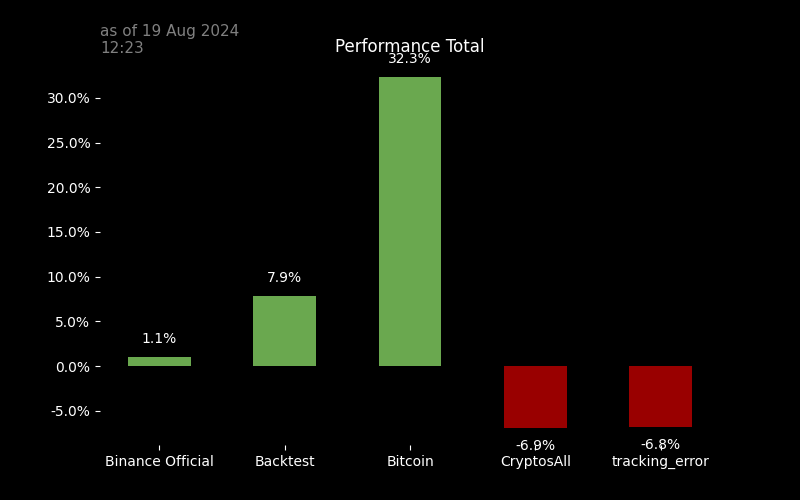 as of 19 Aug 2024
12:23
Performance Total
32.3%
30.0%
25.0%
20.0%
15.0%
10.0%
5.0%
0.0%
-5.0%
1.1%
7.9%
-6.9%
-6.8%
Binance Official
Backtest
Bitcoin
CryptosAll
tracking_error